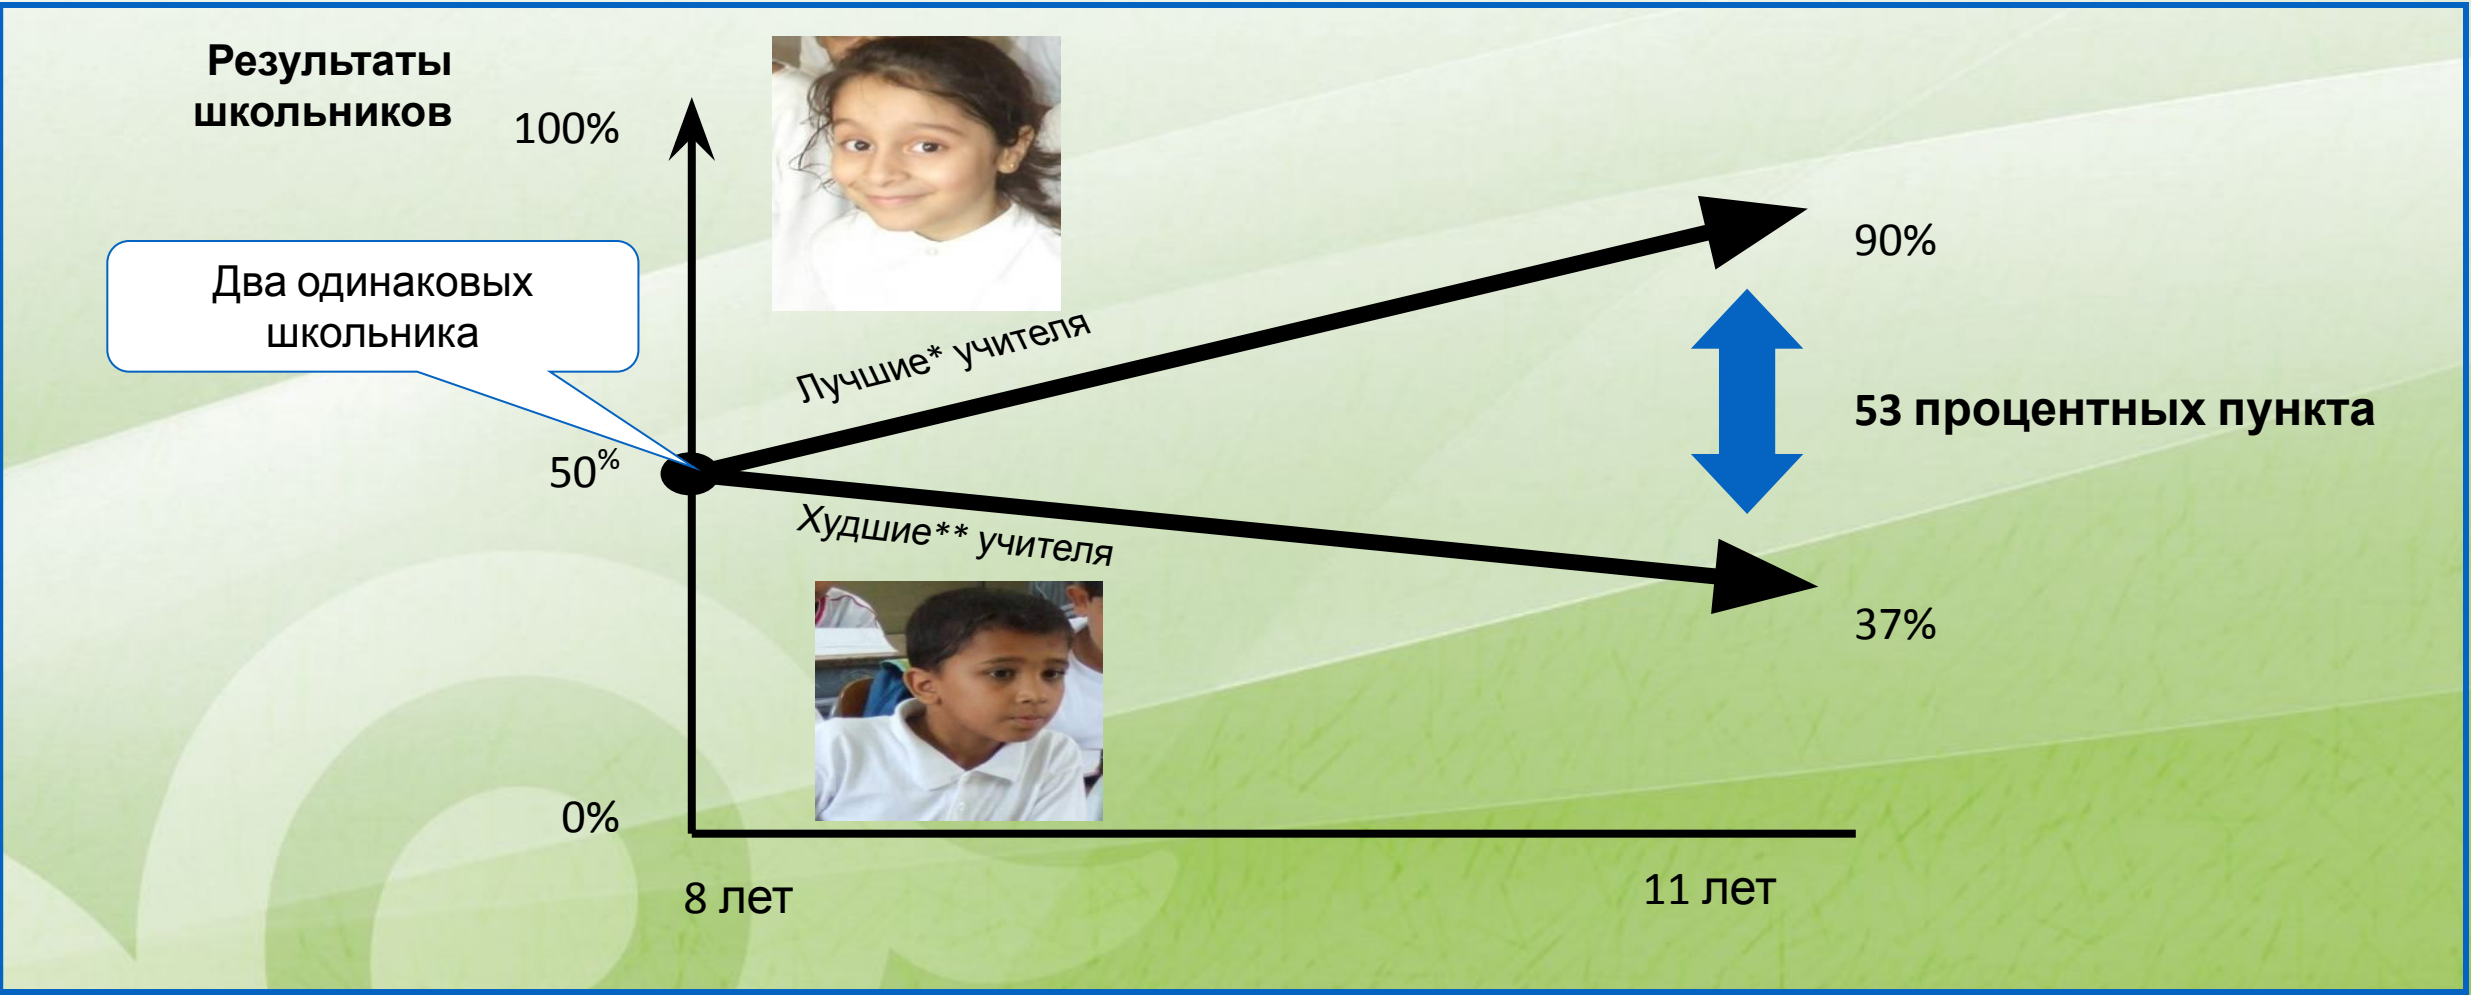 Результаты
школьников
100%
Два одинаковых
школьника
Лучшие* учителя
90%
53 процентных пункта
50%
Худшие** учителя
37%
0%
8 лет
11 лет